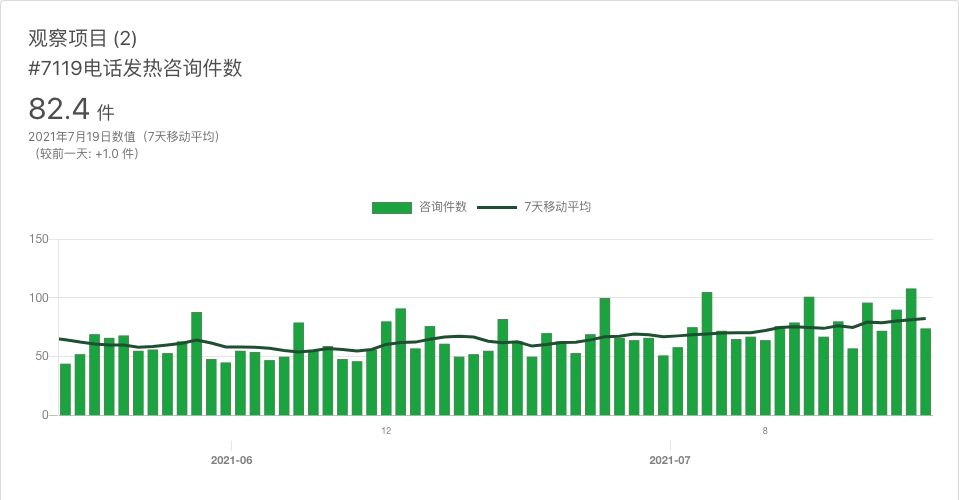 观察项目 (2)
#7119电话发热咨询件数
82.4 件
2021年7月19日数值（7天移动平均）
（较前一天: +1.0 件）
咨询件数 7天移动平均
150
100
50
0
12 8
2021-06 2021-07